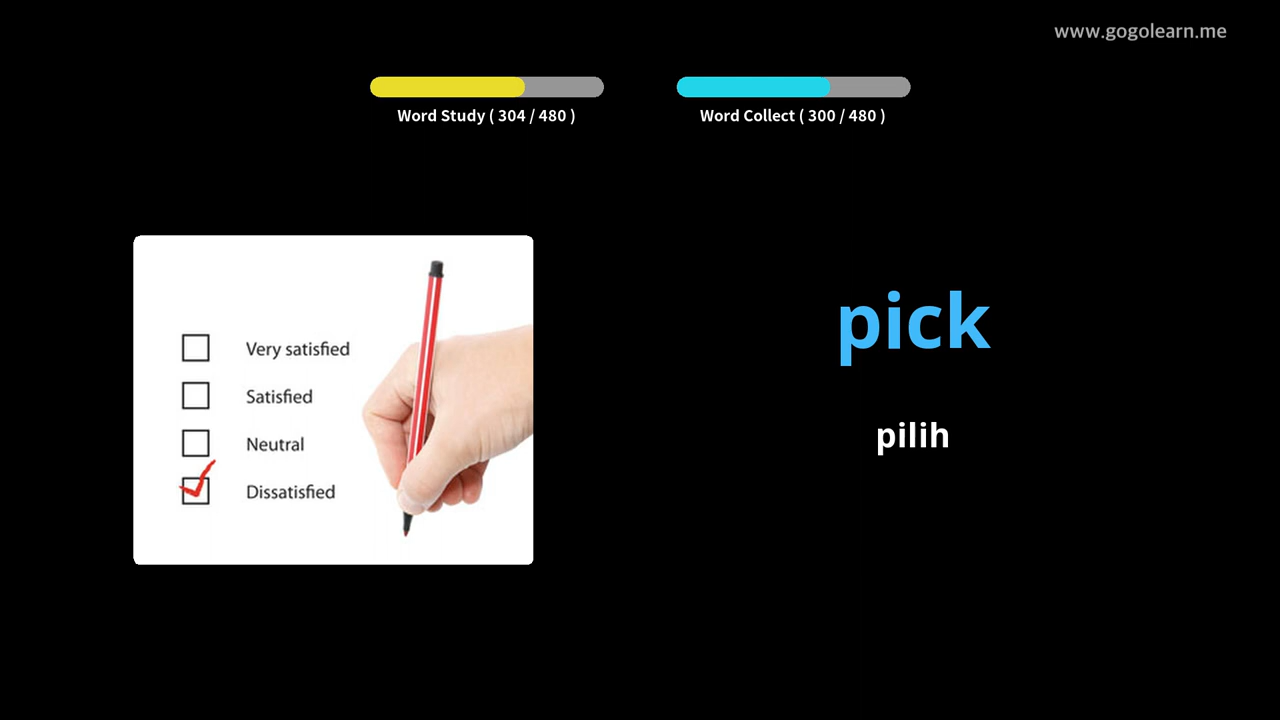 www.gogolearn.me
Word Study ( 304 / 480 )
Word Collect ( 300 / 480 )
Very satisfied
Satisfied
Neutral
Dissatisfied
pick
pilih